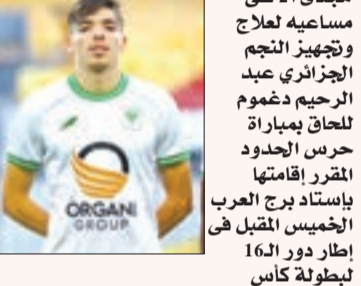 مساعيه لعلاج
وتجهيز النجم
الجزائري عبد
الرحيم دغموم
للحاق بمباراة
حرس الحدود
المقرر إقامتها
بإستاد برج العرب
الخميس المقبل فى
إطار دور الـ16
لبطولة كأس
ORGANI
GROUP